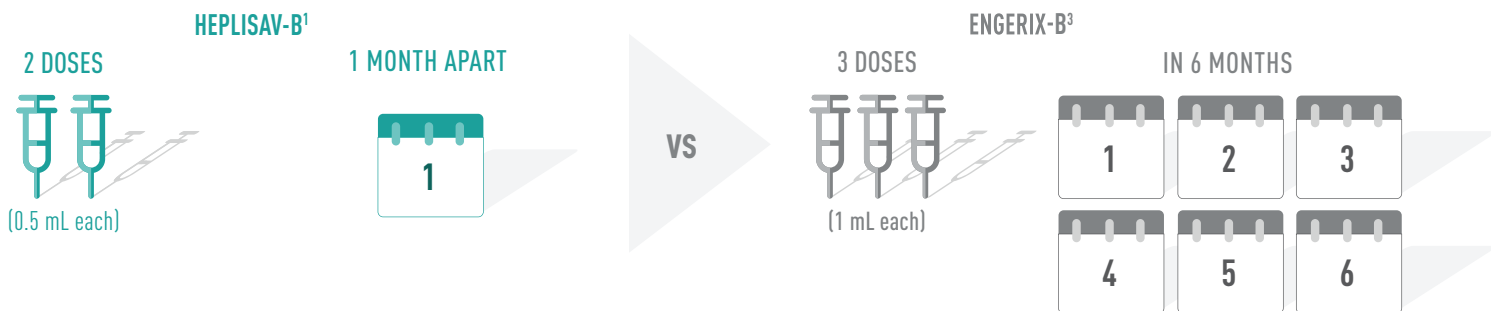 HEPLISAV-B¹
2 DOSES
1 MONTH APART
(0.5 mL each)
1
VS
ENGERIX-B³
3 DOSES
IN 6 MONTHS
(1 mL each)
1 2 3
4 5 6